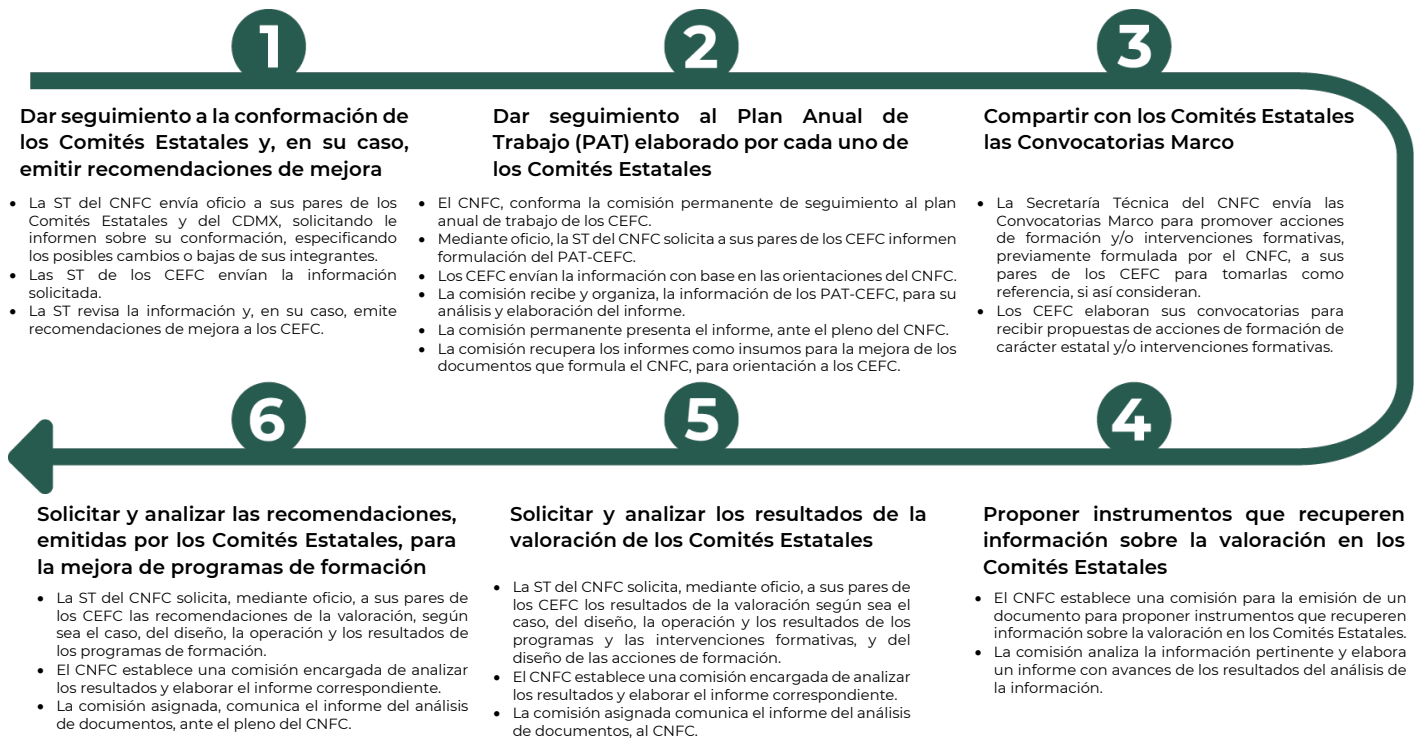 1
Dar seguimiento a la conformación de
los Comités Estatales y, en su caso,
emitir recomendaciones de mejora
• La ST del CNFC envía oficio a sus pares de los
Comités Estatales y del CDMX, solicitando le
informen sobre su conformación, especificando
los posibles cambios o bajas de sus integrantes.
• Las ST de los CEFC envían la información
solicitada.
• La ST revisa la información y, en su caso, emite
recomendaciones de mejora a los CEFC.
2
Dar seguimiento al Plan Anual de
Trabajo (PAT) elaborado por cada uno de
los Comités Estatales
• El CNFC, conforma la comisión permanente de seguimiento al plan
anual de trabajo de los CEFC.
• Mediante oficio, la ST del CNFC solicita a sus pares de los CEFC informen
formulación del PAT-CEFC.
• Los CEFC envían la información con base en las orientaciones del CNFC.
• La comisión recibe y organiza, la información de los PAT-CEFC, para su
análisis y elaboración del informe.
• La comisión permanente presenta el informe, ante el pleno del CNFC.
• La comisión recupera los informes como insumos para la mejora de los
documentos que formula el CNFC, para orientación a los CEFC.
3
Compartir con los Comités Estatales
las Convocatorias Marco
• La Secretaría Técnica del CNFC envía las
Convocatorias Marco para promover acciones
de formación y/o intervenciones formativas,
previamente formulada por el CNFC, a sus
pares de los CEFC para tomarlas como
referencia, si así consideran.
• Los CEFC elaboran sus convocatorias para
recibir propuestas de acciones de formación de
carácter estatal y/o intervenciones formativas.
4
Proponer instrumentos que recuperen
información sobre la valoración en los
Comités Estatales
• El CNFC establece una comisión para la emisión de un
documento para proponer instrumentos que recuperen
información sobre la valoración en los Comités Estatales.
• La comisión analiza la información pertinente y elabora
un informe con avances de los resultados del análisis de
la información.
5
Solicitar y analizar los resultados de la
valoración de los Comités Estatales
• La ST del CNFC solicita, mediante oficio, a sus pares de
los CEFC los resultados de la valoración según sea el
caso, del diseño, la operación y los resultados de los
programas y las intervenciones formativas, y del
diseño de las acciones de formación.
• El CNFC establece una comisión encargada de analizar
los resultados y elaborar el informe correspondiente.
• La comisión asignada comunica el informe del análisis
de documentos, al CNFC.
6
Solicitar y analizar las recomendaciones,
emitidas por los Comités Estatales, para
la mejora de programas de formación
• La ST del CNFC solicita, mediante oficio, a sus pares de
los CEFC las recomendaciones de la valoración, según
sea el caso, del diseño, la operación y los resultados de
los programas de formación.
• El CNFC establece una comisión encargada de analizar
los resultados y elaborar el informe correspondiente.
• La comisión asignada, comunica el informe del análisis
de documentos, ante el pleno del CNFC.